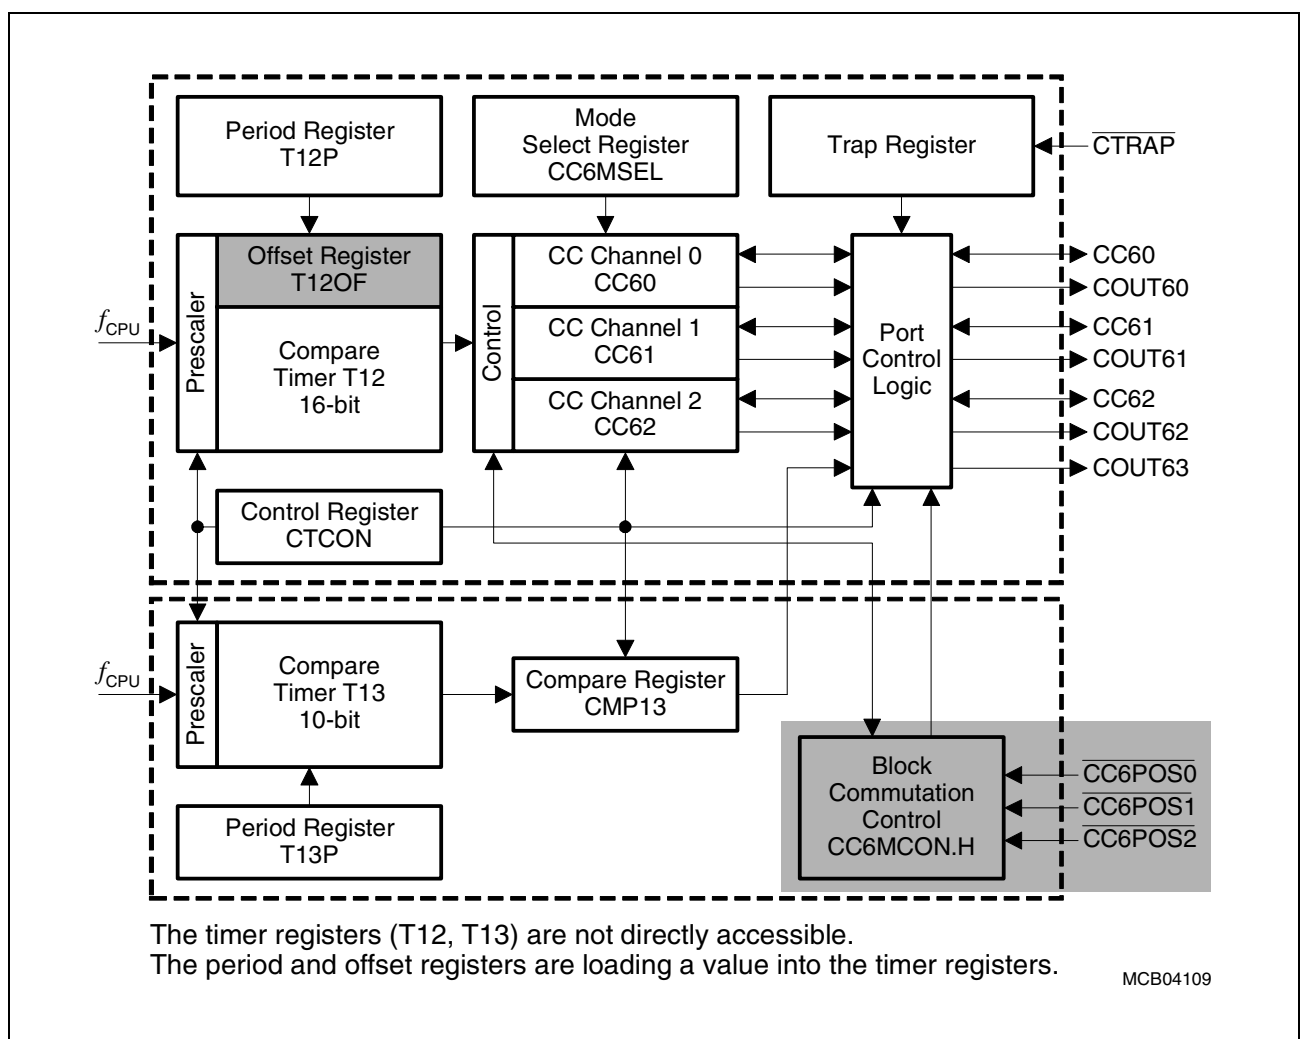 Period Register
T12P
Mode
Select Register
CC6MSEL
Trap Register
CTRAP
Prescaler
Offset Register
T12OF
Compare
Timer T12
16-bit
fCPU
Control
CC Channel 0
CC60
CC Channel 1
CC61
CC Channel 2
CC62
Port
Control
Logic
CC60
COUT60
CC61
COUT61
CC62
COUT62
COUT63
Control Register
CTCON
fCPU
Prescaler
Compare
Timer T13
10-bit
Compare Register
CMP13
Period Register
T13P
Block
Commutation
Control
CC6MCON.H
CC6POS0
CC6POS1
CC6POS2
The timer registers (T12, T13) are not directly accessible.
The period and offset registers are loading a value into the timer registers.
MCB04109